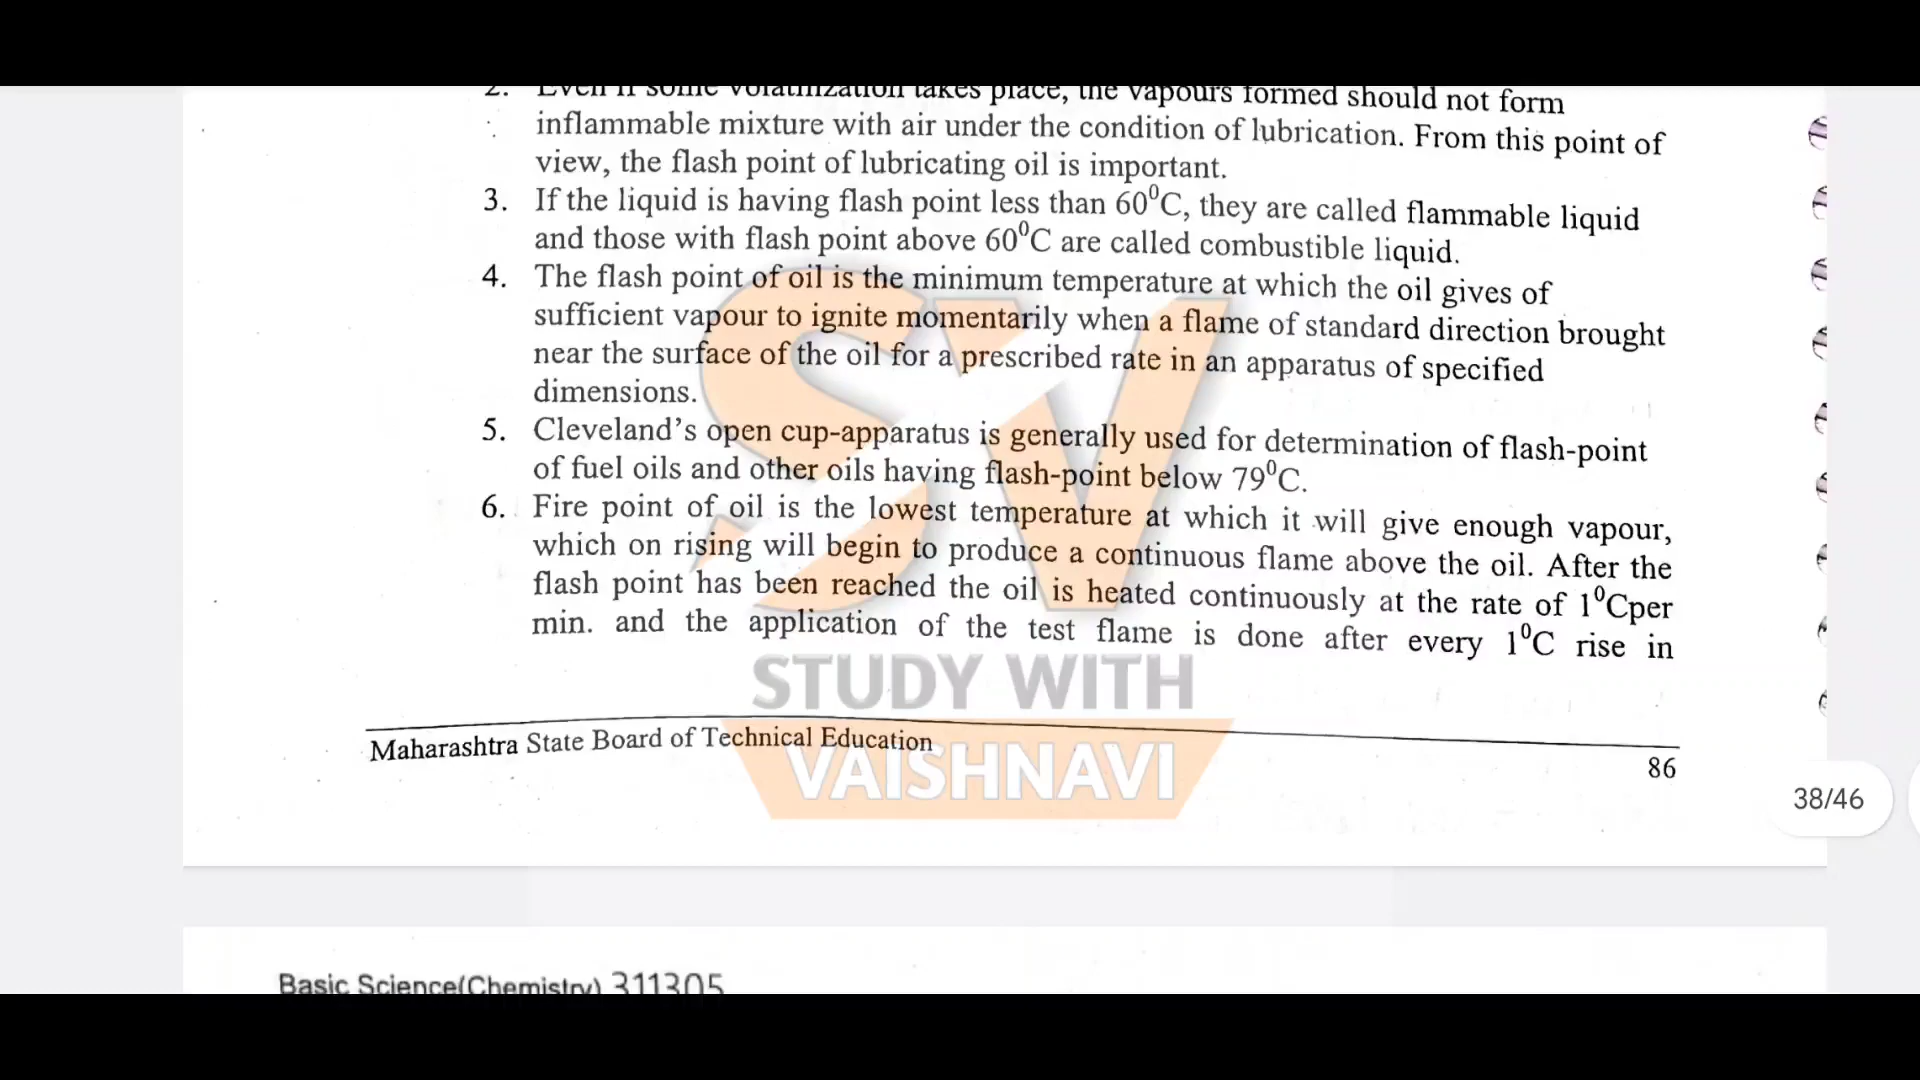 2. Even if some volatilization takes place, the vapours formed should not form
inflammable mixture with air under the condition of lubrication. From this point of
view, the flash point of lubricating oil is important.
3. If the liquid is having flash point less than 60⁰C, they are called flammable liquid
and those with flash point above 60⁰C are called combustible liquid.
4. The flash point of oil is the minimum temperature at which the oil gives of
sufficient vapour to ignite momentarily when a flame of standard direction brought
near the surface of the oil for a prescribed rate in an apparatus of specified
dimensions.
5. Cleveland's open cup-apparatus is generally used for determination of flash-point
of fuel oils and other oils having flash-point below 79⁰C.
6. Fire point of oil is the lowest temperature at which it will give enough vapour,
which on rising will begin to produce a continuous flame above the oil. After the
flash point has been reached the oil is heated continuously at the rate of 1⁰Cper
min. and the application of the test flame is done after every 1⁰C rise in
SV
STUDY WITH
VAISHNAVI
Maharashtra State Board of Technical Education
86
38/46
Basic Science(Chemistry) 311305